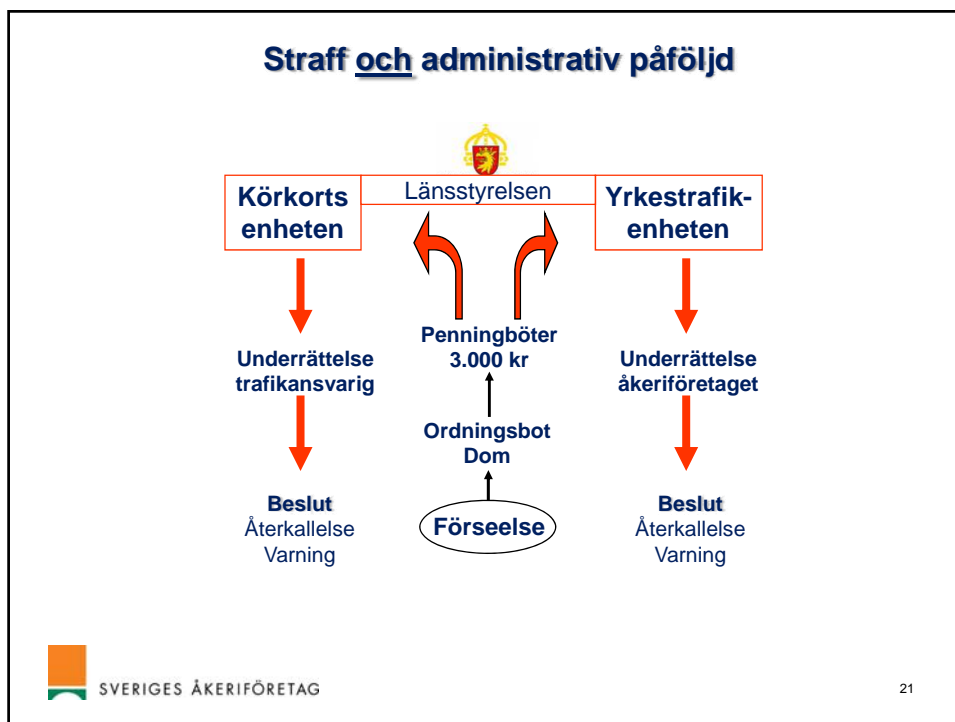 Straff och administrativ påföljd
Körkorts
enheten
Länsstyrelsen
Yrkestrafik-
enheten
Penningböter
3.000 kr
Underrättelse
trafikansvarig
Underrättelse
åkeriföretaget
Ordningsbot
Dom
Förseelse
Beslut
Återkallelse
Varning
Beslut
Återkallelse
Varning
SVERIGES ÅKERIFÖRETAG
21